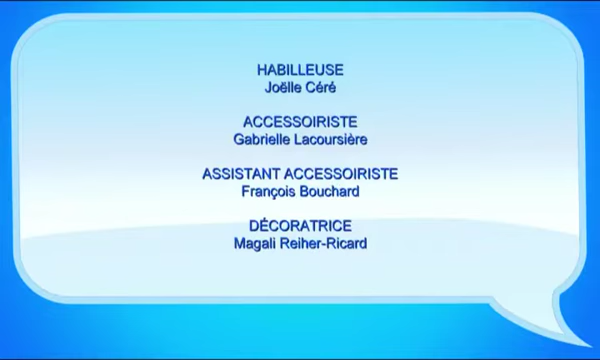 HABILLEUSE
Joëlle Céré
ACCESSOIRISTE
Gabrielle Lacoursière
ASSISTANT ACCESSOIRISTE
François Bouchard
DÉCORATRICE
Magali Reiher-Ricard